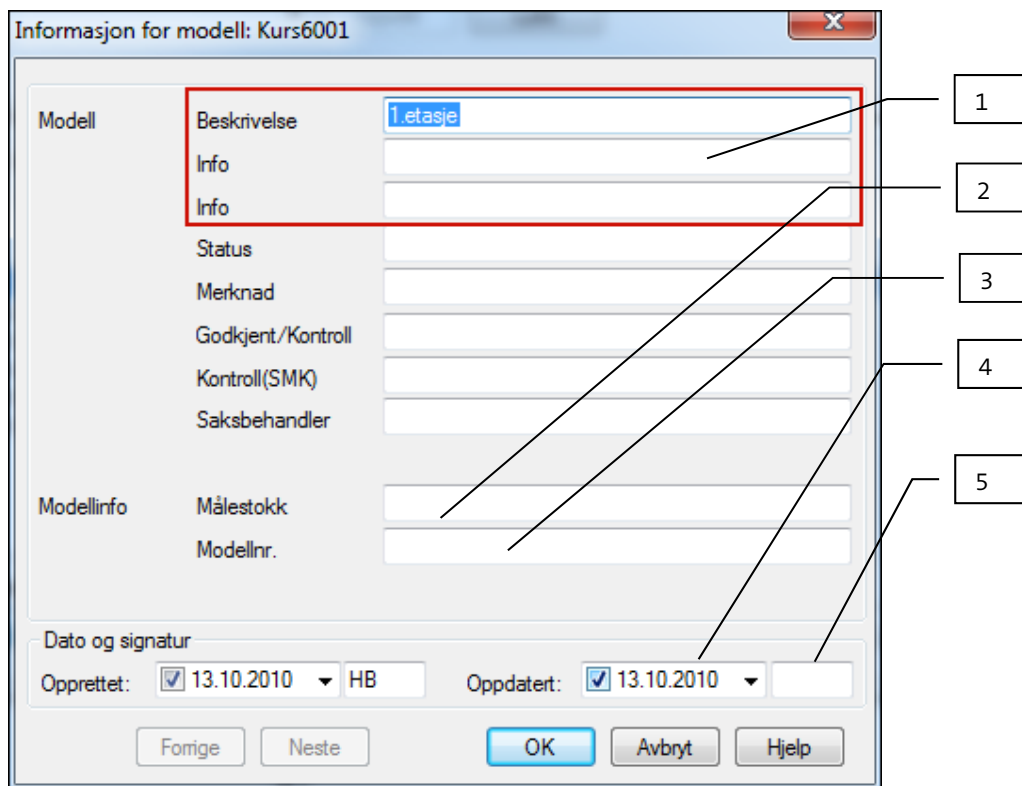 Informasjon for modell: Kurs6001
Modell
Beskrivelse
1.etasje
1
Info
2
Info
Status
3
Merknad
Godkjent/Kontroll
4
Kontroll(SMK)
Saksbehandler
5
Modellinfo
Målestokk
Modellnr.
Dato og signatur
Opprettet: 13.10.2010 HB
Oppdatert: 13.10.2010
Forrige
Neste
OK
Avbryt
Hjelp